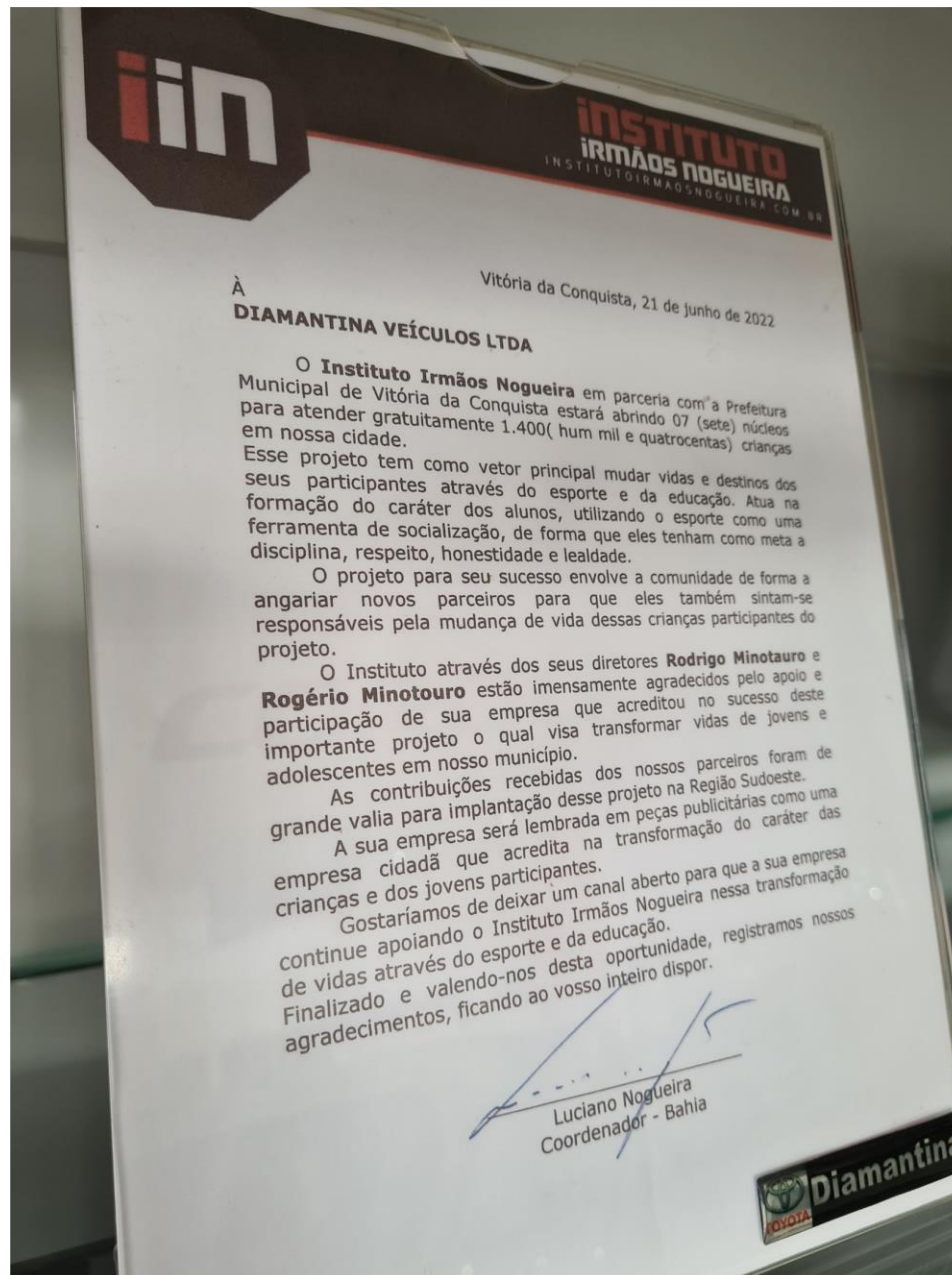 iin
INSTITUTO
IRMÃOS NOGUEIRA
INSTITUTOIRMAOSNOGUEIRA.COM.BR
Vitória da Conquista, 21 de junho de 2022
À
DIAMANTINA VEÍCULOS LTDA
O Instituto Irmãos Nogueira em parceria com a Prefeitura
Municipal de Vitória da Conquista estará abrindo 07 (sete) núcleos
para atender gratuitamente 1.400( hum mil e quatrocentas) crianças
em nossa cidade.
Esse projeto tem como vetor principal mudar vidas e destinos dos
seus participantes através do esporte e da educação. Atua na
formação do caráter dos alunos, utilizando o esporte como uma
ferramenta de socialização, de forma que eles tenham como meta a
disciplina, respeito, honestidade e lealdade.
O projeto para seu sucesso envolve a comunidade de forma a
angariar novos parceiros para que eles também sintam-se
responsáveis pela mudança de vida dessas crianças participantes do
projeto.
O Instituto através dos seus diretores Rodrigo Minotauro e
Rogério Minotouro estão imensamente agradecidos pelo apoio e
participação de sua empresa que acreditou no sucesso deste
importante projeto o qual visa transformar vidas de jovens e
adolescentes em nosso município.
As contribuições recebidas dos nossos parceiros foram de
grande valia para implantação desse projeto na Região Sudoeste.
A sua empresa será lembrada em peças publicitárias como uma
empresa cidadã que acredita na transformação do caráter das
crianças e dos jovens participantes.
Gostaríamos de deixar um canal aberto para que a sua empresa
continue apoiando o Instituto Irmãos Nogueira nessa transformação
de vidas através do esporte e da educação.
Finalizado e valendo-nos desta oportunidade, registramos nossos
agradecimentos, ficando ao vosso inteiro dispor.
Luciano Nogueira
Coordenador - Bahia
TOYOTA Diamantina